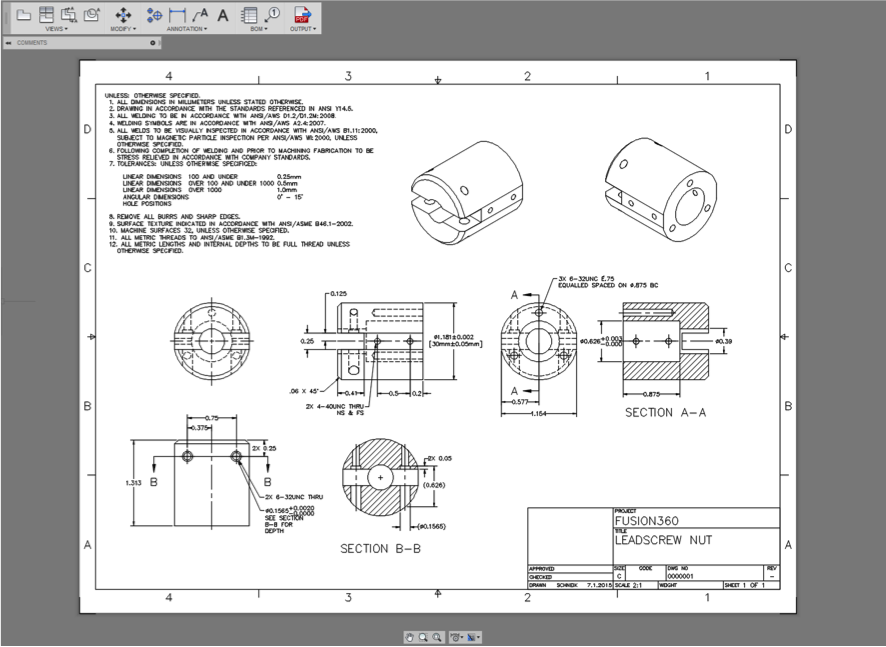 VIEWS
MODIFY
ANNOTATION
BOM
OUTPUT
PDF
A
1
COMMENTS
4 3 2 1
D D
C C
B B
A A
UNLESS: OTHERWISE SPECIFIED.
1. ALL DIMENSIONS IN MILLIMETERS UNLESS STATED OTHERWISE.
2. DRAWING IN ACCORDANCE WITH THE STANDARDS REFERENCED IN ANSI Y14.5.
3. ALL WELDING TO BE IN ACCORDANCE WITH ANSI/AWS D1.2/D1.2M:2008
4. WELDING SYMBOLS ARE IN ACCORDANCE WITH ANSI/AWS A2.4:2007.
5. ALL WELDS TO BE VISUALLY INSPECTED IN ACCORDANCE WITH ANSI/AWS B1.11:2000,
SUBJECT TO MAGNETIC PARTICLE INSPECTION PER ANSI/AWS WI:2000, UNLESS
OTHERWISE SPECIFIED.
6. FOLLOWING COMPLETION OF WELDING AND PRIOR TO MACHINING FABRICATION TO BE
STRESS RELIEVED IN ACCORDANCE WITH COMPANY STANDARDS.
7. TOLERANCES: UNLESS OTHERWISE SPECIFIGED:
LINEAR DIMENSIONS 100 AND UNDER 0.25mm
LINEAR DIMENSIONS OVER 100 AND UNDER 1000 0.5mm
LINEAR DIMENSIONS OVER 1000 1.0mm
ANGULAR DIMENSIONS 0° - 15'
HOLE POSITIONS
8. REMOVE ALL BURRS AND SHARP EDGES.
9. SURFACE TEXTURE INDICATED IN ACCORDANCE WITH ANSI/ASME B46.1-2002.
10. MACHINE SURFACES 32, UNLESS OTHERWISE SPECIFIED.
11. ALL METRIC THREADS TO ANSI/ASME B1.3M-1992.
12. ALL METRIC LENGTHS AND INTERNAL DEPTHS TO BE FULL THREAD UNLESS
OTHERWISE SPECIFIED.
0.125
0.25
ø1.181±0.002
[30mm±0.05mm]
.06 X 45°
0.41 0.5 0.2
2X 4-40UNC THRU
NS & FS
3X 6-32UNC
EQUALLED SPACED ON ø.875 BC
A
A
0.577
1.154
ø0.626+0.003
-0.000
ø0.39
0.875
SECTION A-A
0.75
0.375
2X 0.25
1.313
B B
2X 6-32UNC THRU
ø0.1565+0.0020
-0.0000
SEE SECTION
B-B FOR
DEPTH
2X 0.05
(0.626)
(ø0.1565)
SECTION B-B
PROJECT
FUSION360
TITLE
LEADSCREW NUT
APPROVED
CHECKED
DRAWN SCHNEIK 7.1.2015
SIZE CODE DWG NO REV
C 0000001 -
SCALE 2:1 WEIGHT SHEET 1 OF 1
4 3 2 1